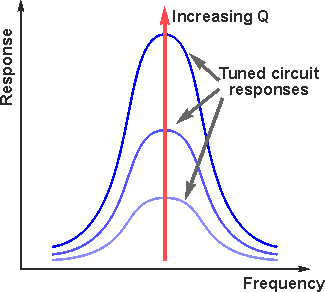 Increasing Q
Response
Tuned circuit
responses
Frequency